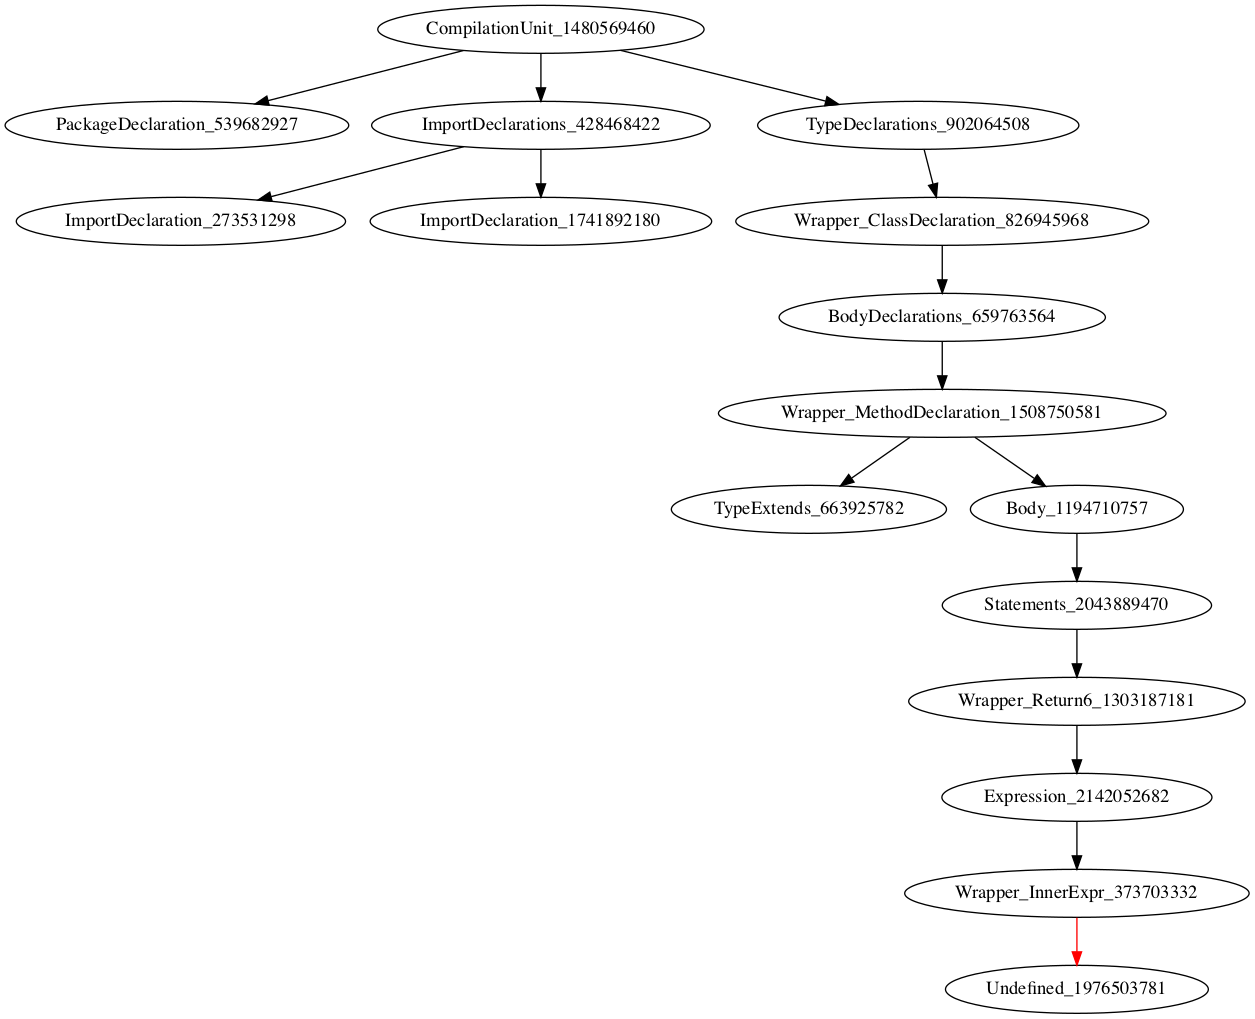 CompilationUnit_1480569460
PackageDeclaration_539682927
ImportDeclarations_428468422
TypeDeclarations_902064508
ImportDeclaration_273531298
ImportDeclaration_1741892180
Wrapper_ClassDeclaration_826945968
BodyDeclarations_659763564
Wrapper_MethodDeclaration_1508750581
TypeExtends_663925782
Body_1194710757
Statements_2043889470
Wrapper_Return6_1303187181
Expression_2142052682
Wrapper_InnerExpr_373703332
Undefined_1976503781